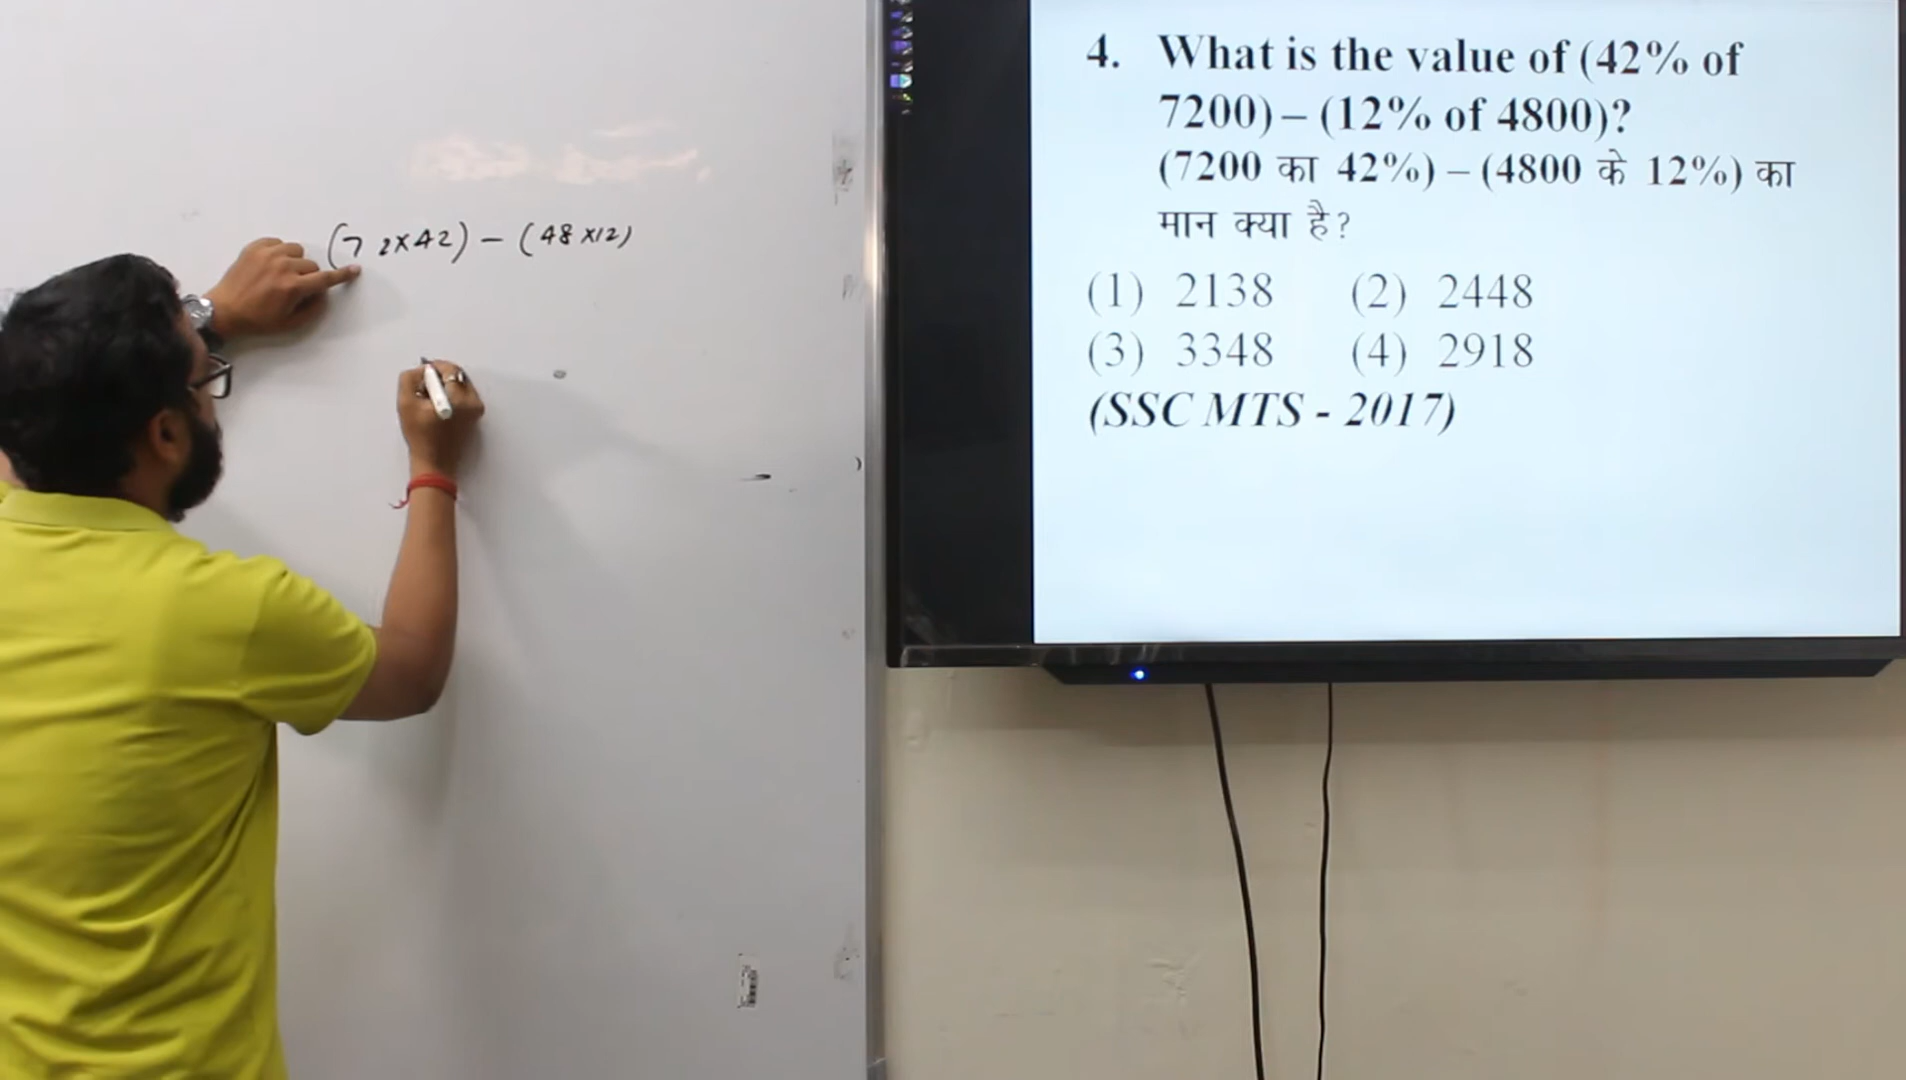 (72×42) – (48×12)
4. What is the value of (42% of
7200) – (12% of 4800)?
(7200 का 42%) – (4800 के 12%) का
मान क्या है?
(1) 2138 (2) 2448
(3) 3348 (4) 2918
(SSC MTS - 2017)